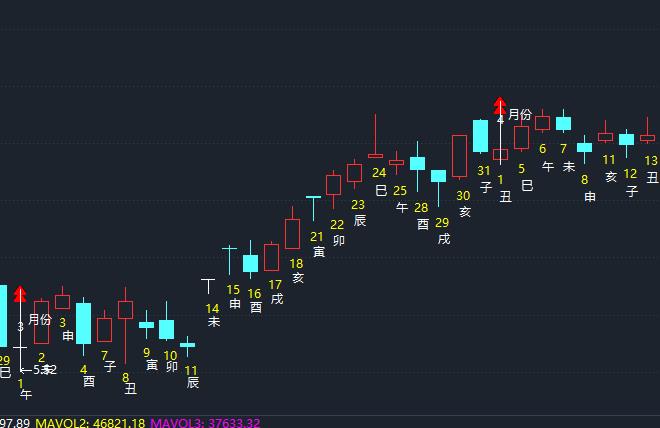 4 月份
6
午
7
未
5
巳
8
申
11
亥
12
子
13
丑
31
子
1
丑
24
巳
25
午
28
酉
29
戌
30
亥
23
辰
22
卯
21
寅
18
亥
17
戌
16
酉
15
申
14
未
3 月份
29
巳
1
午
←5.32
2
3
申
4
酉
7
子
8
丑
9
寅
10
卯
11
辰
97.89 MAVOL2: 46821.18 MAVOL3: 37633.32